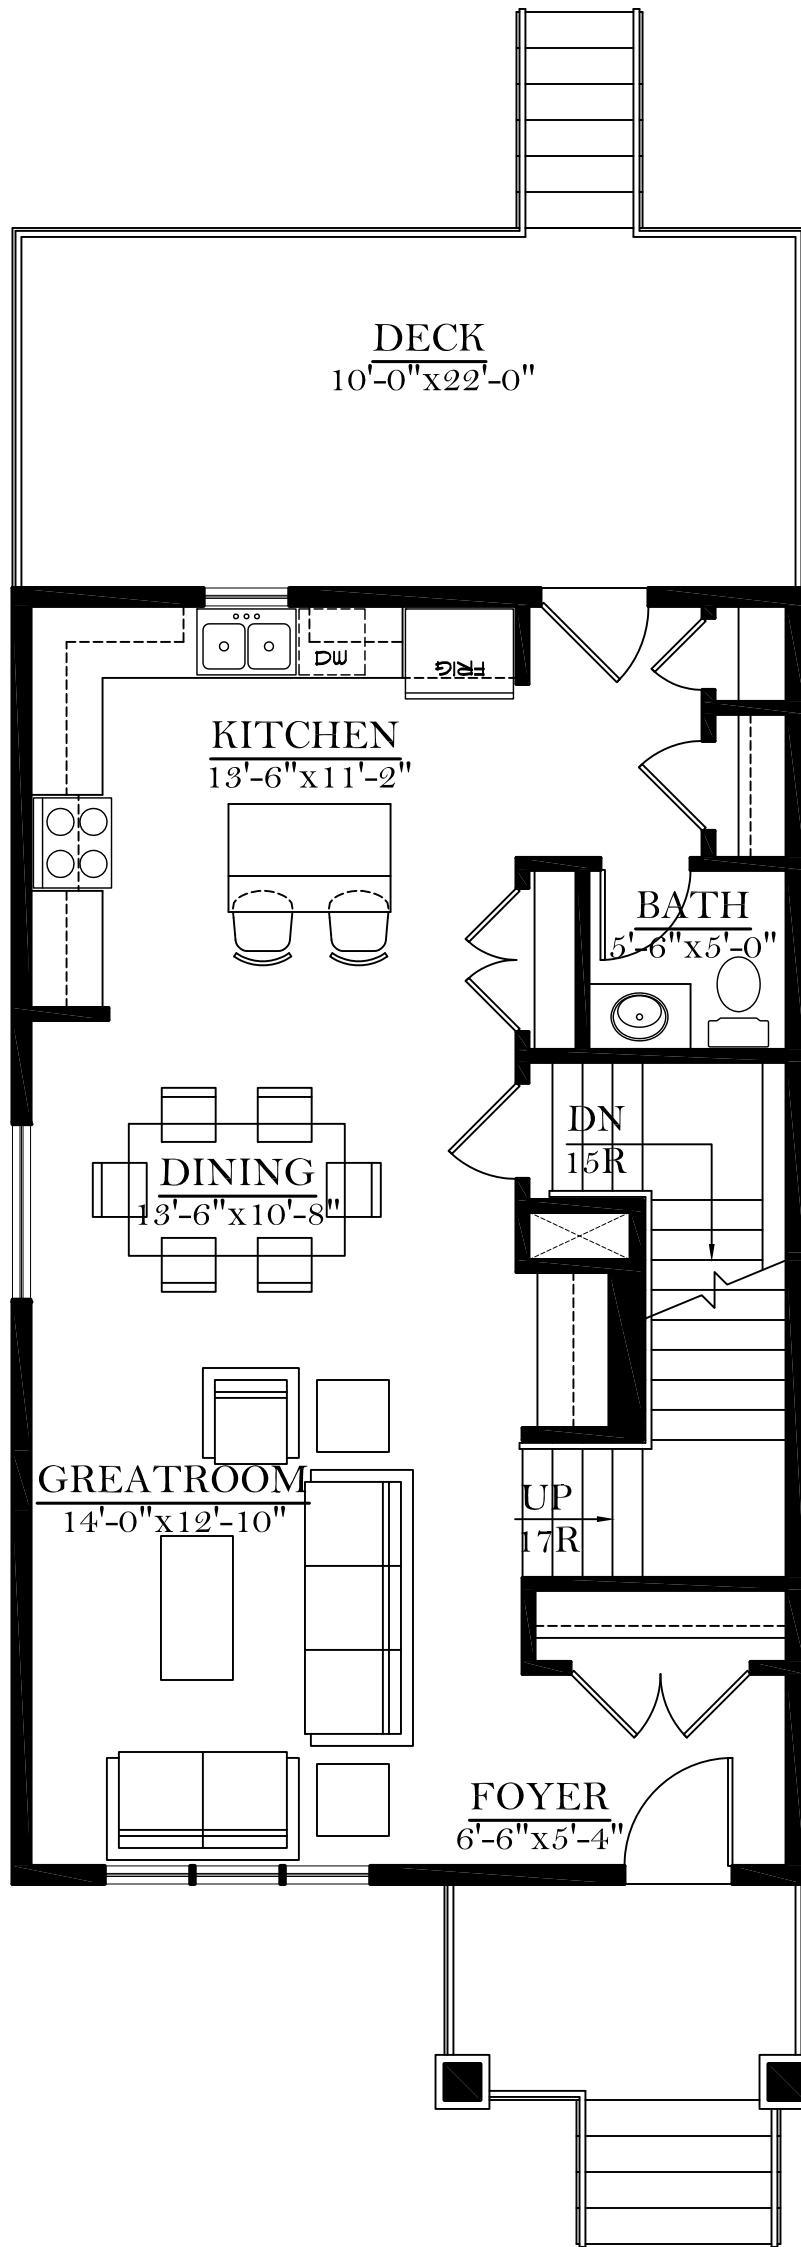 DECK
10'-0"x22'-0"
DW
FRIG
KITCHEN
13'-6"x11'-2"
BATH
5'-6"x5'-0"
DN
15R
DINING
13'-6"x10'-8"
GREATROOM
14'-0"x12'-10"
UP
17R
FOYER
6'-6"x5'-4"